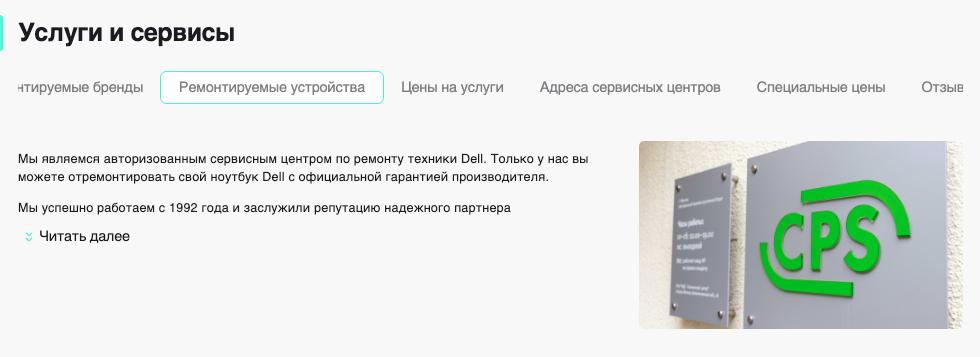 Услуги и сервисы
нтируемые бренды Ремонтируемые устройства Цены на услуги Адреса сервисных центров Специальные цены Отзыв
Мы являемся авторизованным сервисным центром по ремонту техники Dell. Только у нас вы
можете отремонтировать свой ноутбук Dell с официальной гарантией производителя.
Мы успешно работаем с 1992 года и заслужили репутацию надежного партнера
Читать далее
Часы работы:
CPS